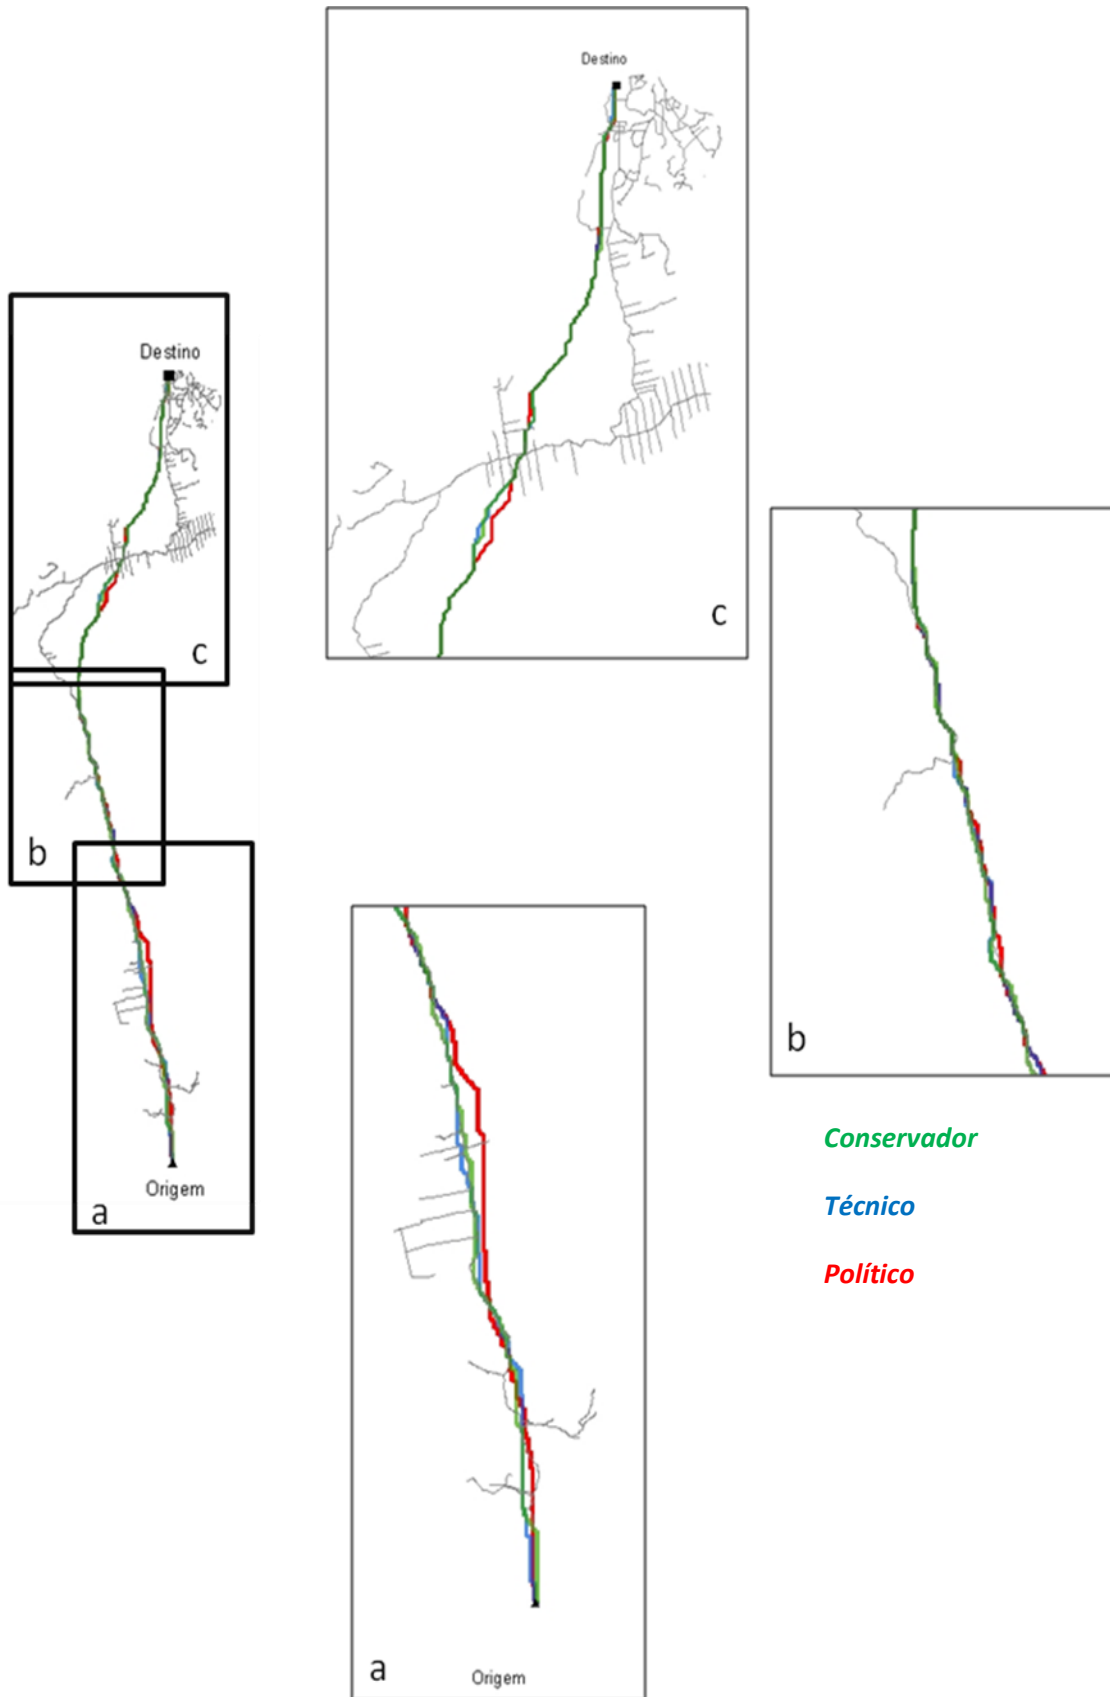 Destino
c
Destino
c
b
a
Origem
b
Conservador
Técnico
Político
a
Origem